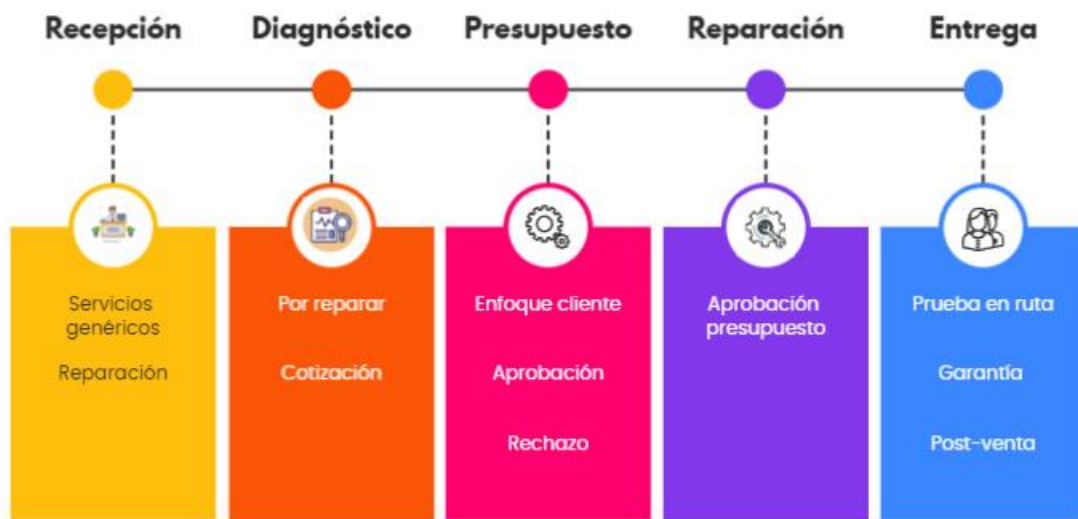 Recepción
Diagnóstico
Presupuesto
Reparación
Entrega
Servicios
genéricos
Reparación
Por reparar
Cotización
Enfoque cliente
Aprobación
Rechazo
Aprobación
presupuesto
Prueba en ruta
Garantía
Post-venta